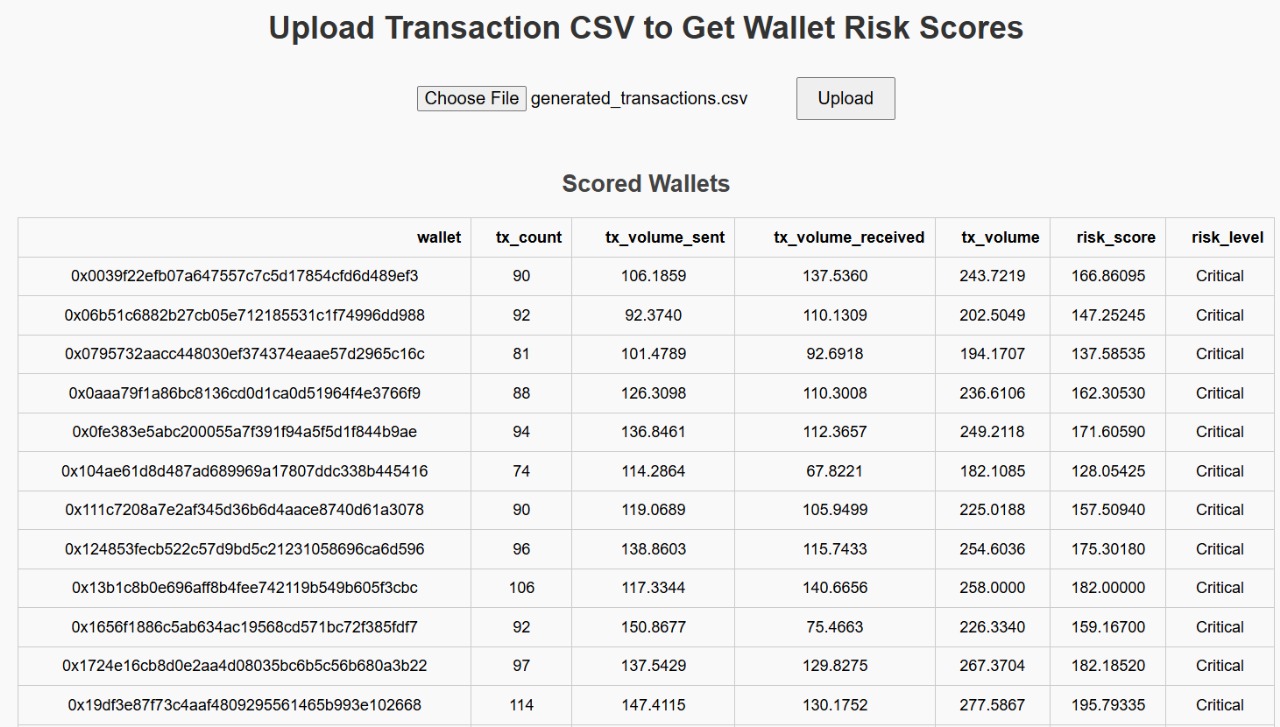 Upload Transaction CSV to Get Wallet Risk Scores
Choose File generated_transactions.csv Upload
Scored Wallets
wallet tx_count tx_volume_sent tx_volume_received tx_volume risk_score risk_level
0x0039f22efb07a647557c7c5d17854cfd6d489ef3 90 106.1859 137.5360 243.7219 166.86095 Critical
0x06b51c6882b27cb05e712185531c1f74996dd988 92 92.3740 110.1309 202.5049 147.25245 Critical
0x0795732aacc448030ef374374eaae57d2965c16c 81 101.4789 92.6918 194.1707 137.58535 Critical
0x0aaa79f1a86bc8136cd0d1ca0d51964f4e3766f9 88 126.3098 110.3008 236.6106 162.30530 Critical
0x0fe383e5abc200055a7f391f94a5f5d1f844b9ae 94 136.8461 112.3657 249.2118 171.60590 Critical
0x104ae61d8d487ad689969a17807ddc338b445416 74 114.2864 67.8221 182.1085 128.05425 Critical
0x111c7208a7e2af345d36b6d4aace8740d61a3078 90 119.0689 105.9499 225.0188 157.50940 Critical
0x124853fecb522c57d9bd5c21231058696ca6d596 96 138.8603 115.7433 254.6036 175.30180 Critical
0x13b1c8b0e696aff8b4fee742119b549b605f3cbc 106 117.3344 140.6656 258.0000 182.00000 Critical
0x1656f1886c5ab634ac19568cd571bc72f385fdf7 92 150.8677 75.4663 226.3340 159.16700 Critical
0x1724e16cb8d0e2aa4d08035bc6b5c56b680a3b22 97 137.5429 129.8275 267.3704 182.18520 Critical
0x19df3e87f73c4aaf4809295561465b993e102668 114 147.4115 130.1752 277.5867 195.79335 Critical